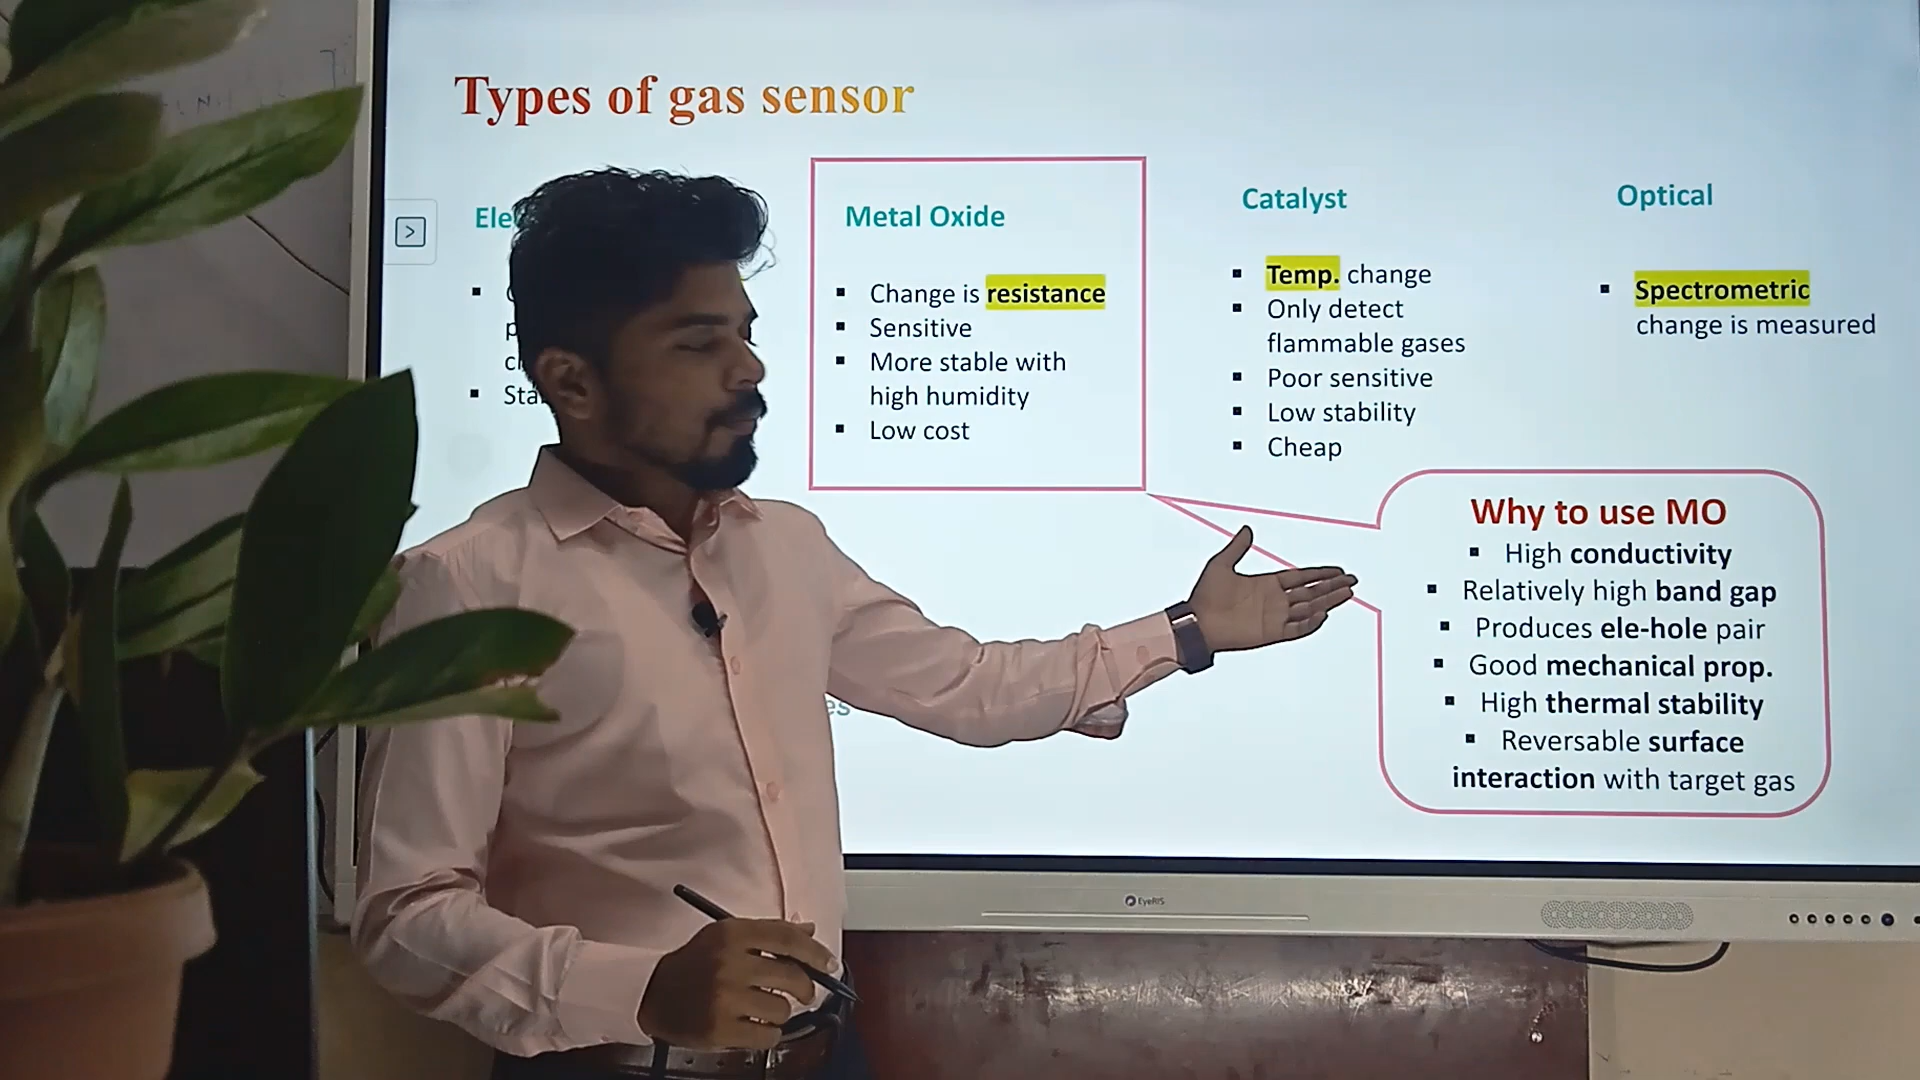 Types of gas sensor
Metal Oxide
▪ Change is resistance
▪ Sensitive
▪ More stable with
high humidity
▪ Low cost
Catalyst
▪ Temp. change
▪ Only detect
flammable gases
▪ Poor sensitive
▪ Low stability
▪ Cheap
Optical
▪ Spectrometric
change is measured
Why to use MO
▪ High conductivity
▪ Relatively high band gap
▪ Produces ele-hole pair
▪ Good mechanical prop.
▪ High thermal stability
▪ Reversable surface
interaction with target gas
EyeRIS